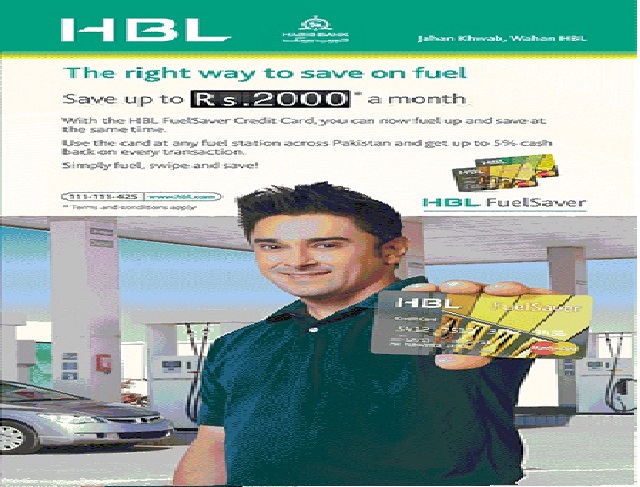 HBL
HABIB BANK
Jahan Khwab, Wahan HBL
The right way to save on fuel
Save up to Rs.2000* a month
With the HBL FuelSaver Credit Card, you can now fuel up and save at
the same time.
Use the card at any fuel station across Pakistan and get up to 5% cash
back on every transaction.
Simply fuel, swipe and save!
111-111-425 | www.hbl.com
* Terms and conditions apply
HBL FuelSaver
HBL FuelSaver
Credit Card
5412